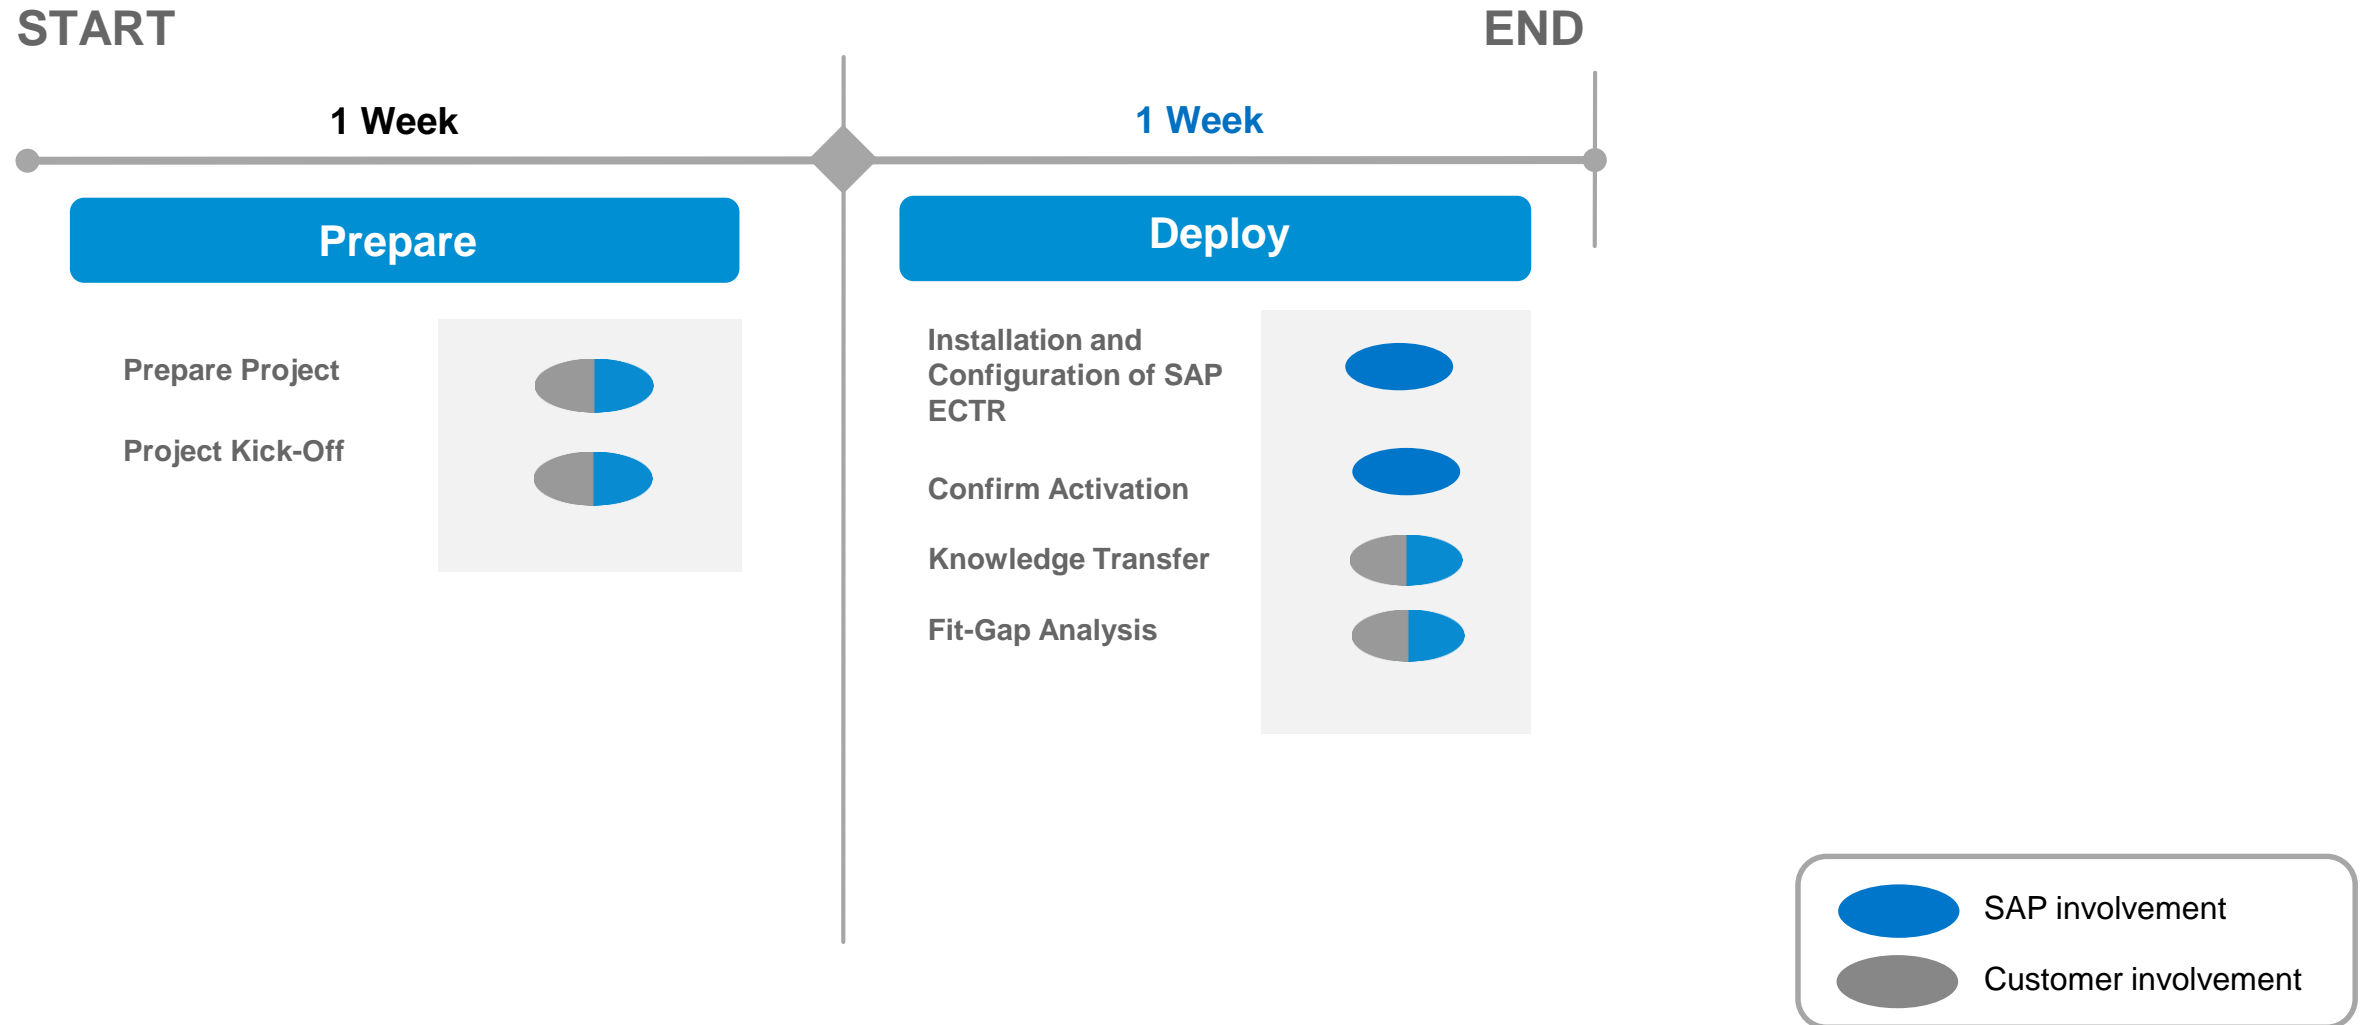 START
END
1 Week
1 Week
Prepare
Deploy
Prepare Project
Project Kick-Off
Installation and
Configuration of SAP
ECTR
Confirm Activation
Knowledge Transfer
Fit-Gap Analysis
SAP involvement
Customer involvement